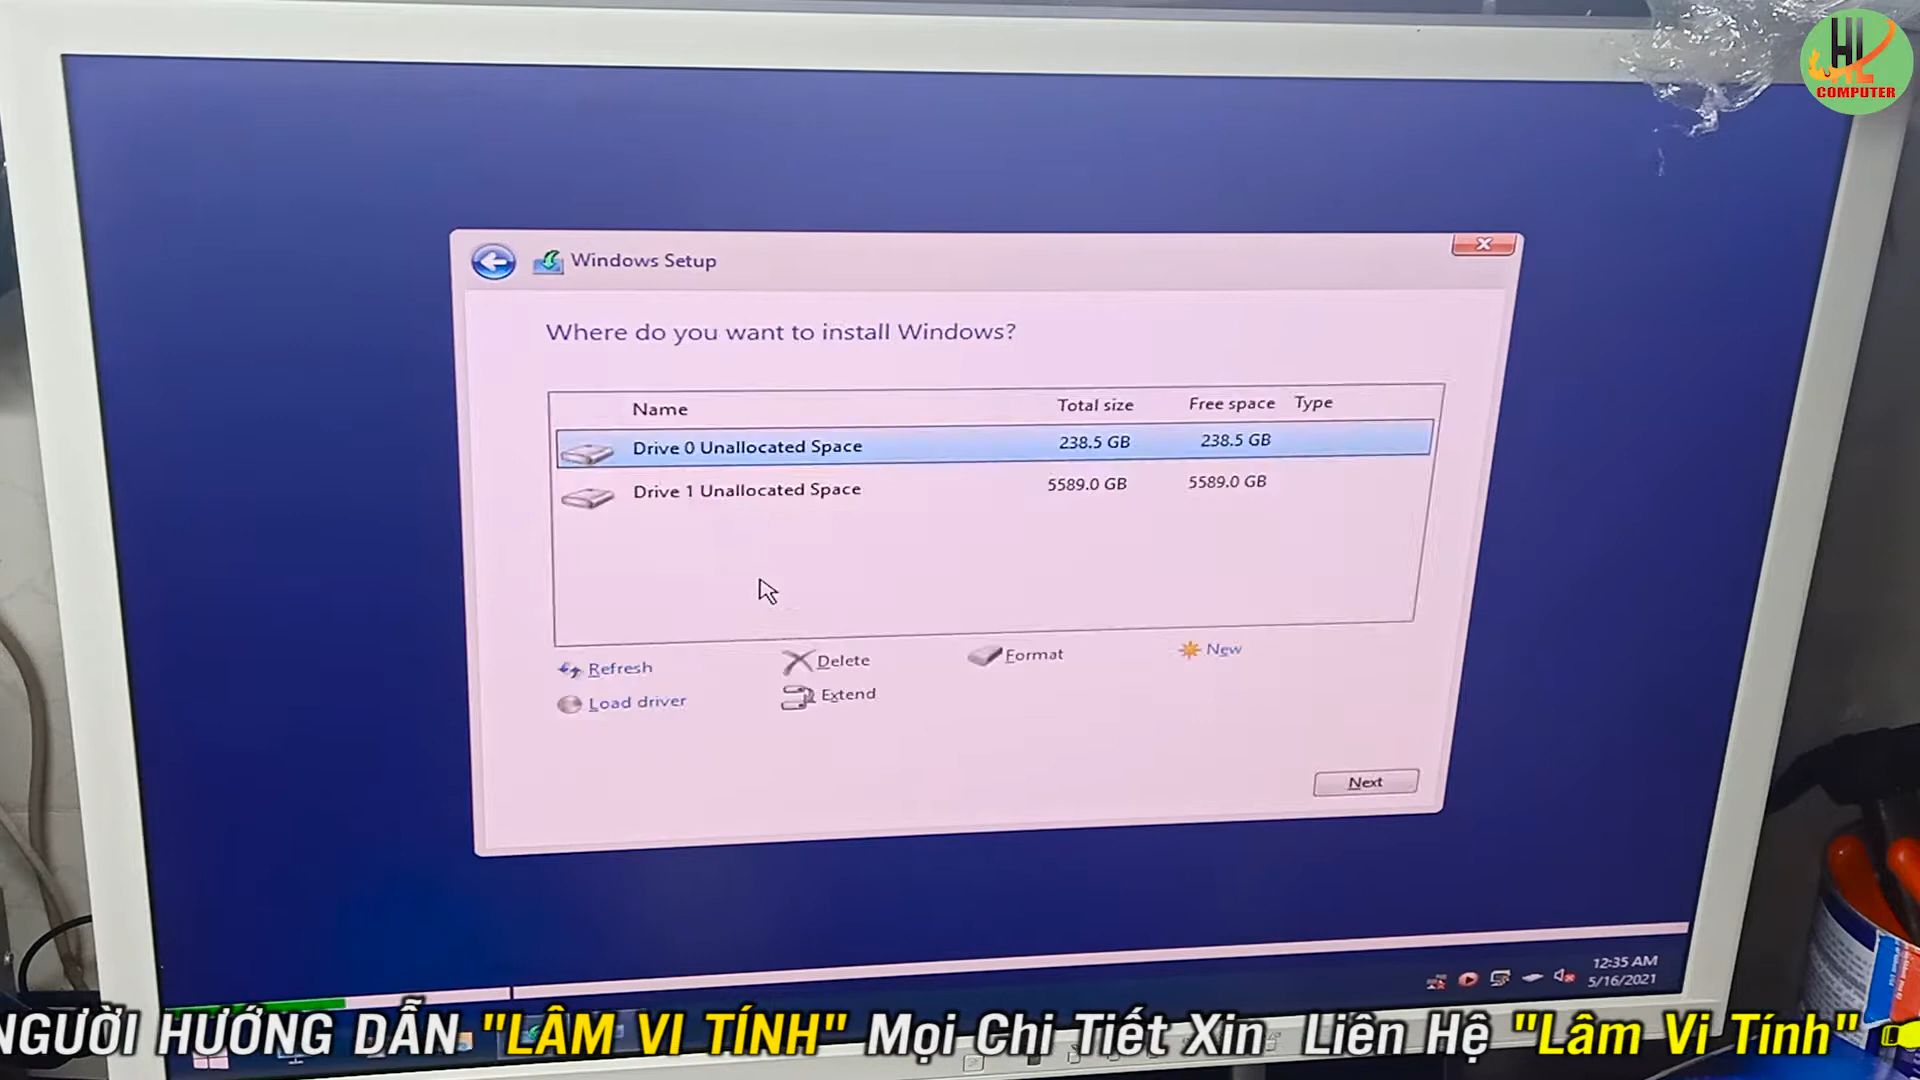 HL
COMPUTER
Windows Setup
Where do you want to install Windows?
Name Total size Free space Type
Drive 0 Unallocated Space 238.5 GB 238.5 GB
Drive 1 Unallocated Space 5589.0 GB 5589.0 GB
Refresh Delete Format New
Load driver Extend
Next
12:35 AM
5/16/2021
NGƯỜI HƯỚNG DẪN "LÂM VI TÍNH" Mọi Chi Tiết Xin Liên Hệ "Lâm Vi Tính"